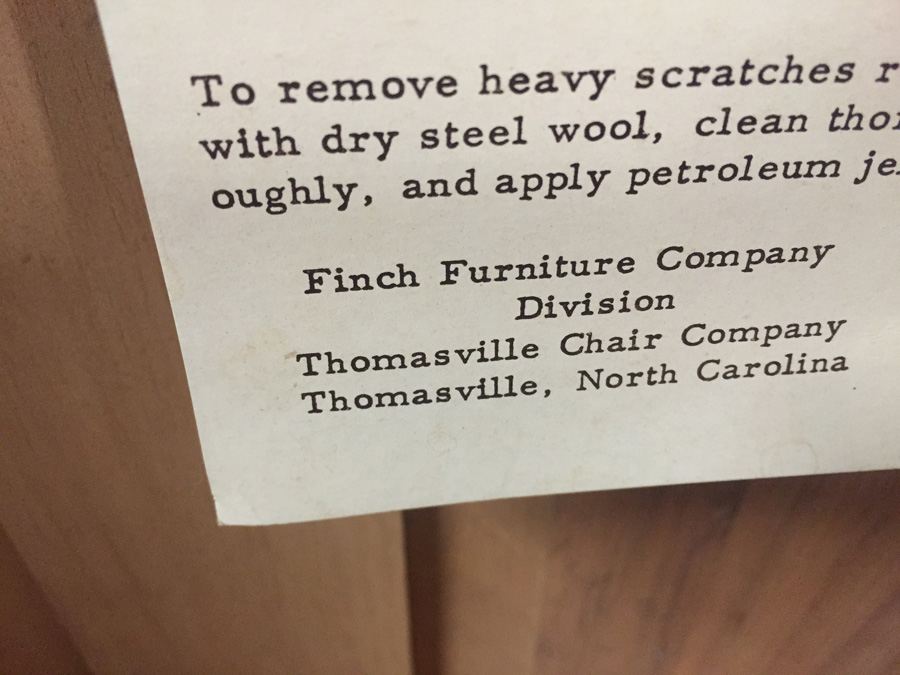 To remove heavy scratches r
with dry steel wool, clean thor
oughly, and apply petroleum je
Finch Furniture Company
Division
Thomasville Chair Company
Thomasville, North Carolina